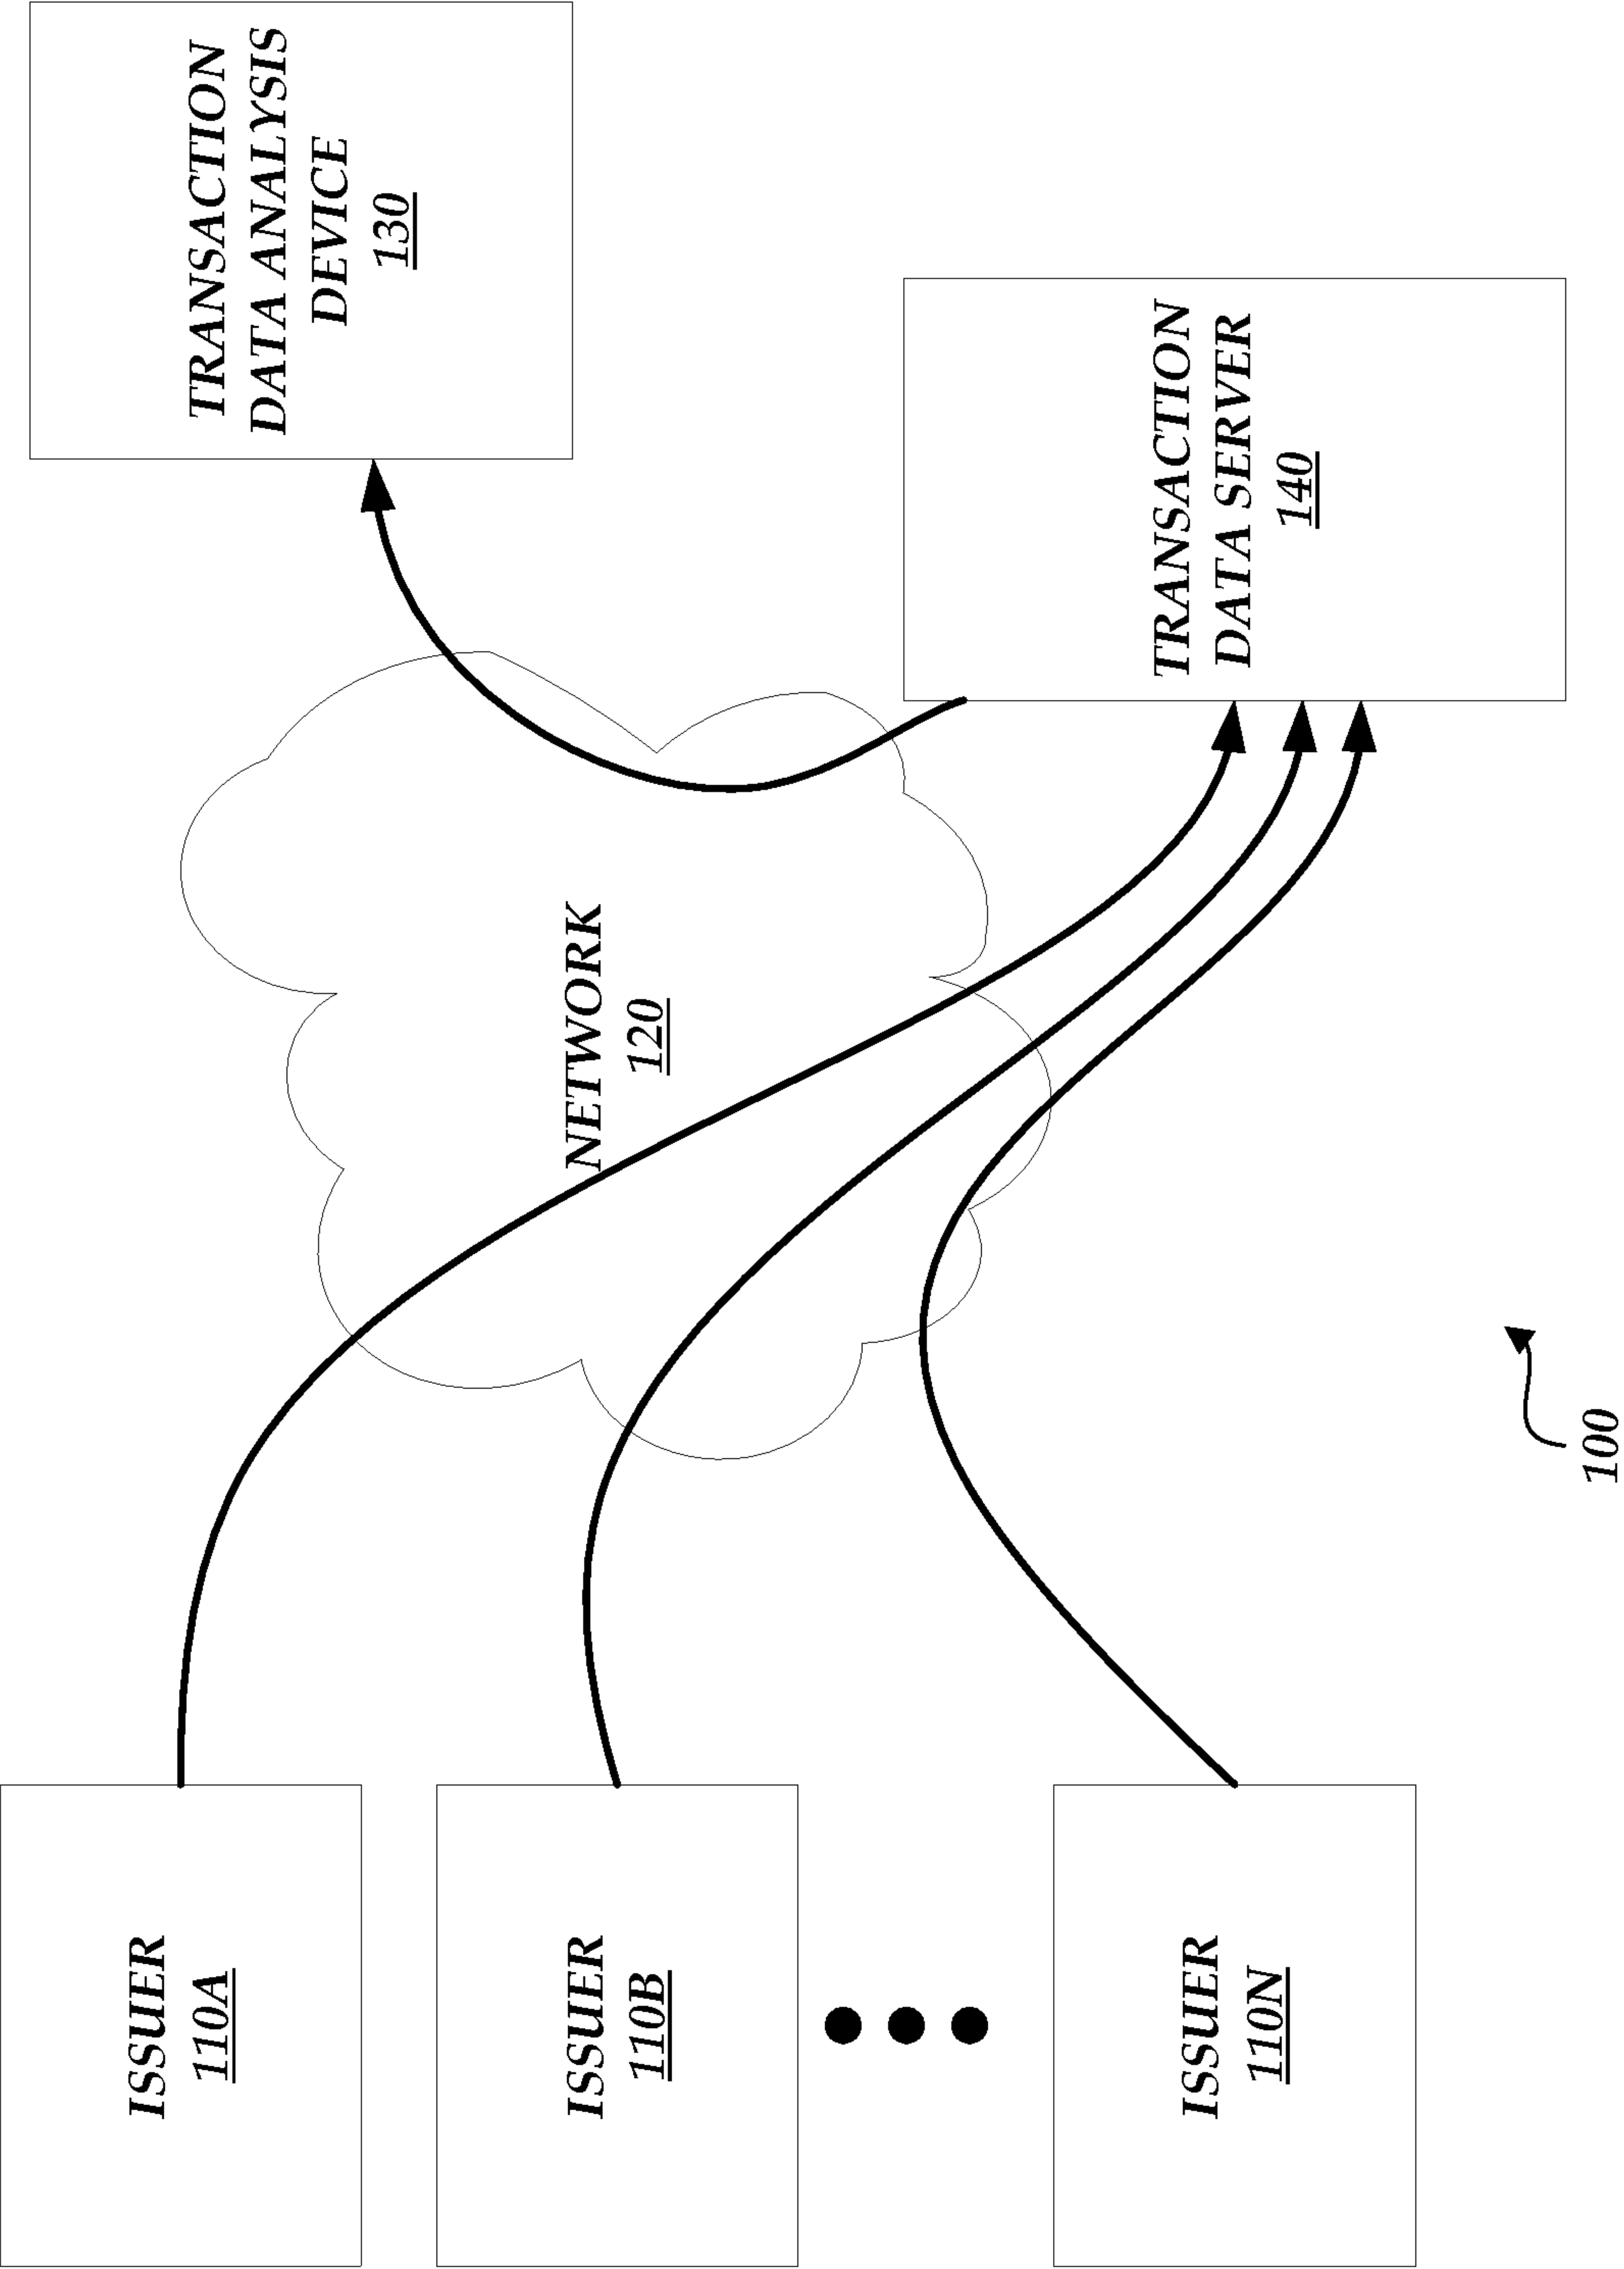 ISSUER
110A
ISSUER
110B
ISSUER
110N
NETWORK
120
TRANSACTION
DATA ANALYSIS
DEVICE
130
TRANSACTION
DATA SERVER
140
100